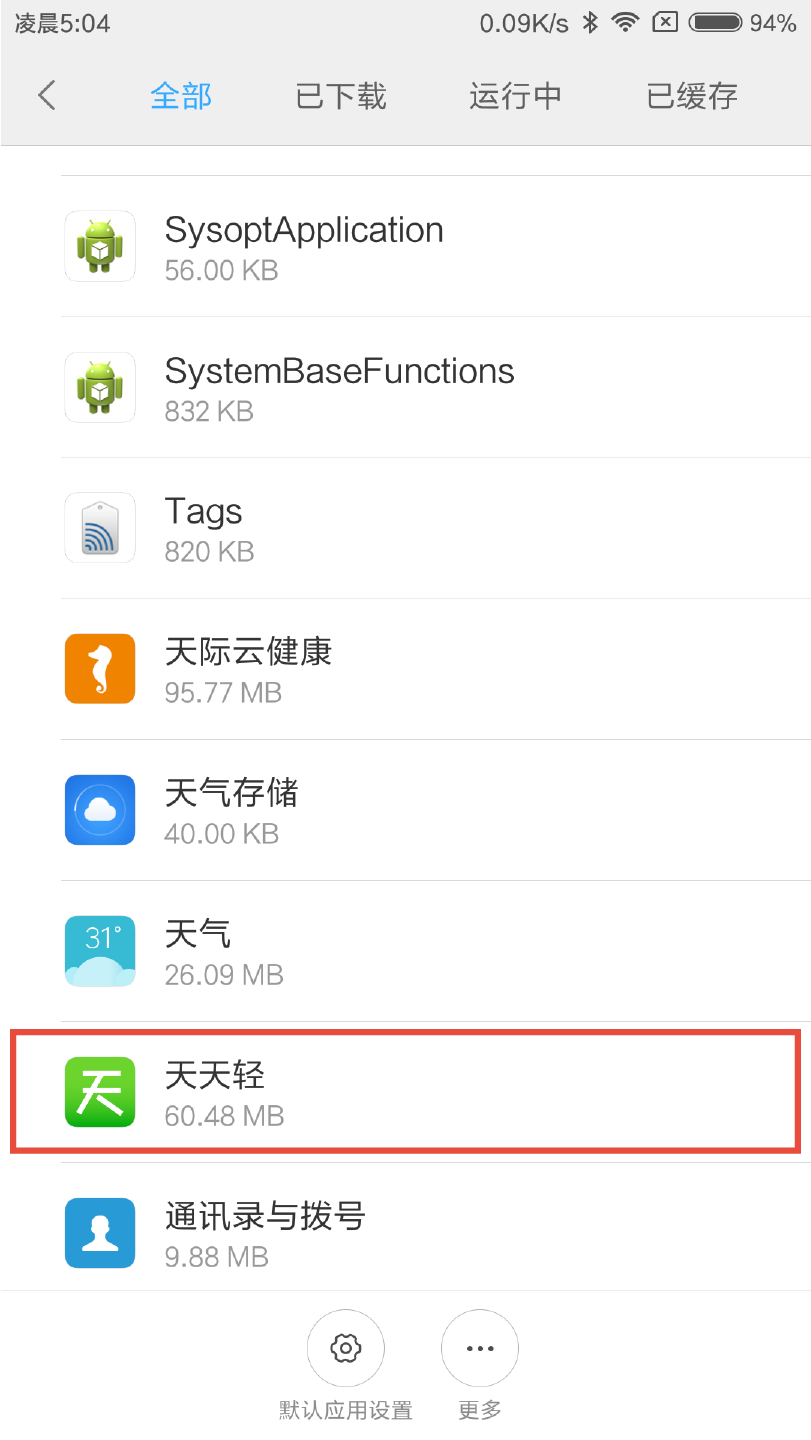 凌晨5:04 0.09K/s 94%
全部 已下载 运行中 已缓存
SysoptApplication
56.00 KB
SystemBaseFunctions
832 KB
Tags
820 KB
天际云健康
95.77 MB
天气存储
40.00 KB
31°
天气
26.09 MB
天
天天轻
60.48 MB
通讯录与拨号
9.88 MB
默认应用设置 更多